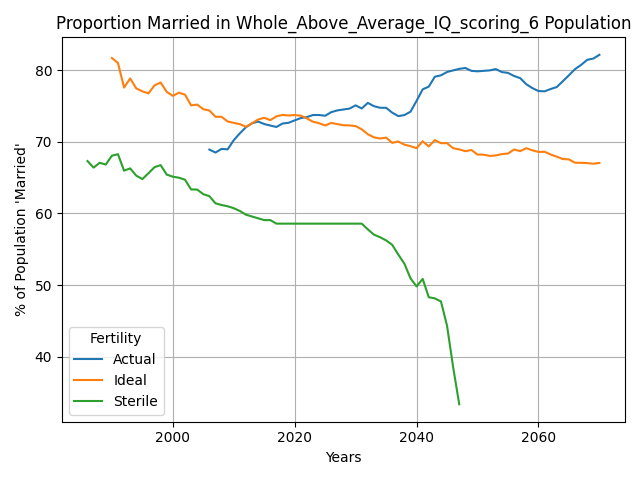 Proportion Married in Whole_Above_Average_IQ_scoring_6 Population
% of Population 'Married'
80
70
60
50
40
Fertility
Actual
Ideal
Sterile
2000
2020
2040
2060
Years